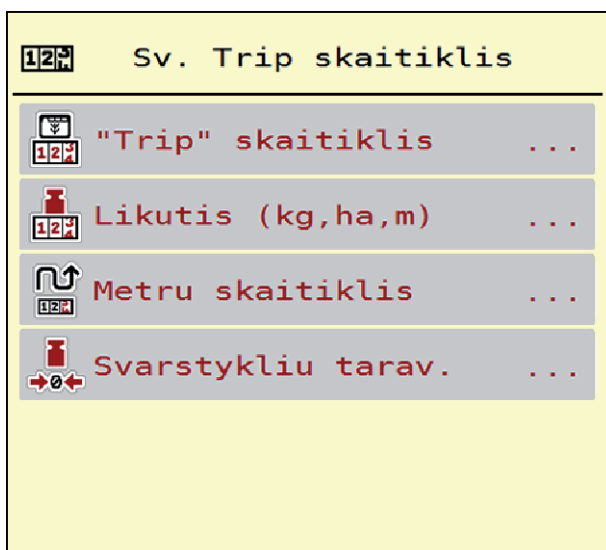 Sv. Trip skaitiklis
"Trip" skaitiklis ...
Likutis (kg,ha,m) ...
Metru skaitiklis ...
Svarstykliu tarav. ...